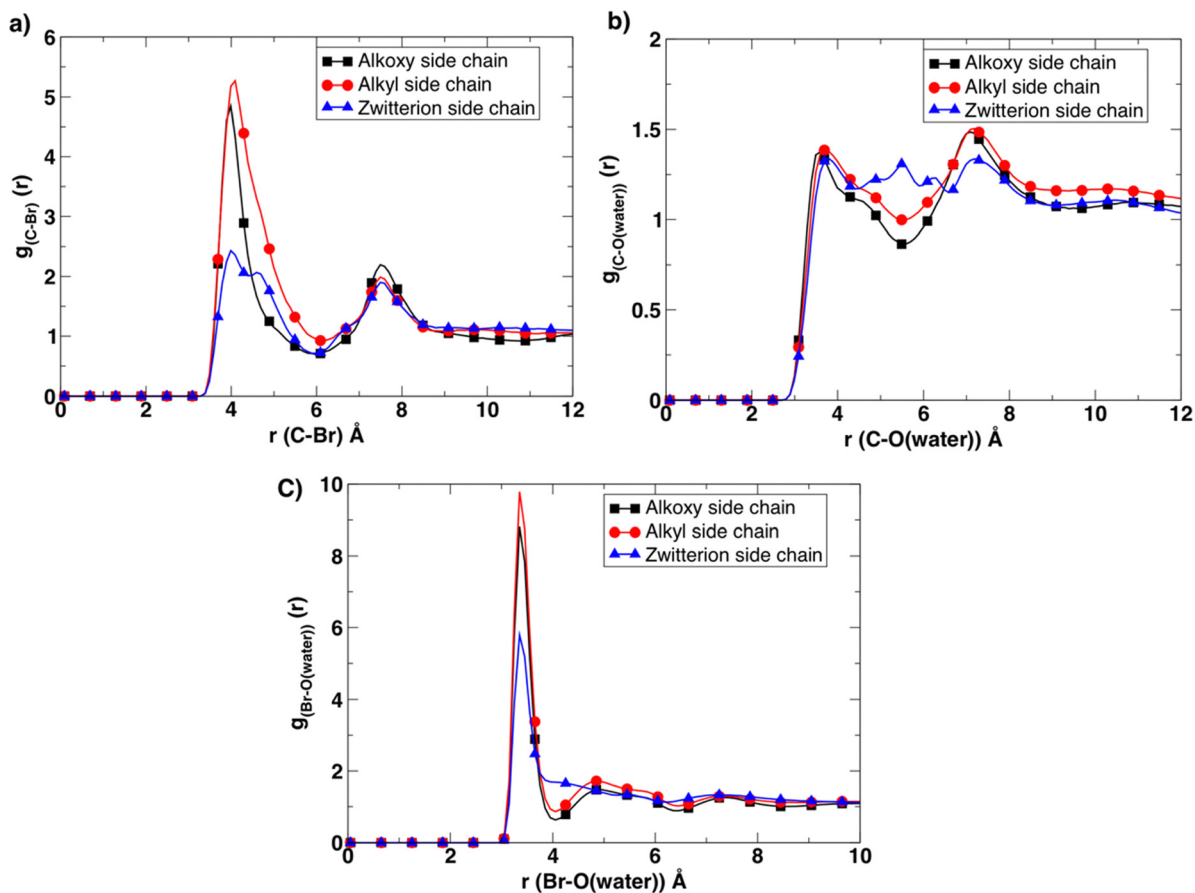 a)
6
5
4
3
2
1
0
g(C-Br) (r)
Alkoxy side chain
Alkyl side chain
Zwitterion side chain
0 2 4 6 8 10 12
r (C-Br) Å
b)
2
1.5
1
0.5
0
g(C-O(water)) (r)
Alkoxy side chain
Alkyl side chain
Zwitterion side chain
0 2 4 6 8 10 12
r (C-O(water)) Å
C)
10
8
6
4
2
0
g(Br-O(water)) (r)
Alkoxy side chain
Alkyl side chain
Zwitterion side chain
0 2 4 6 8 10
r (Br-O(water)) Å